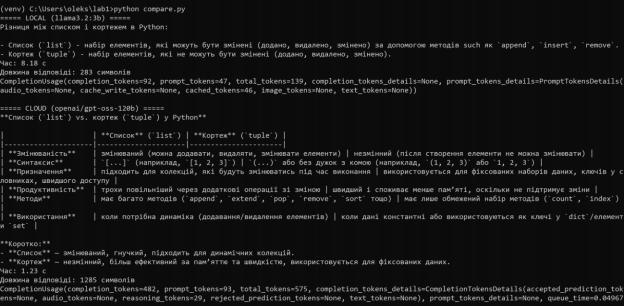 (venv) C:\Users\oleks\lab1>python compare.py
===== LOCAL (llama3.2:3b) =====
Різниця між списком і кортежем в Python:
- Список (`list`) - набір елементів, які можуть бути змінені (додано, видалено, змінено) за допомогою методів such як `append`, `insert`, `remove`.
- Кортеж (`tuple`) - набір елементів, які не можуть бути змінені (додано, видалено, змінено).
Час: 8.18 с
Довжина відповіді: 283 символів
CompletionUsage(completion_tokens=92, prompt_tokens=47, total_tokens=139, completion_tokens_details=None, prompt_tokens_details=PromptTokensDetails(
audio_tokens=None, cache_write_tokens=None, cached_tokens=46, image_tokens=None, text_tokens=None))
===== CLOUD (openai/gpt-oss-120b) =====
**Список (`list`) vs. кортеж (`tuple`) у Python**
| | **Список** (`list`) | **Кортеж** (`tuple`) |
|----------------------|---------------------|----------------------|
| **Змінюваність** | змінюваний (можна додавати, видаляти, змінювати елементи) | незмінний (після створення елементи не можна змінювати) |
| **Синтаксис** | `[...]` (наприклад, `[1, 2, 3]`) | `(...)` або без дужок з комою (наприклад, `(1, 2, 3)` або `1, 2, 3`) |
| **Призначення** | підходить для колекцій, які будуть змінюватись під час виконання | використовується для фіксованих наборів даних, ключів у с
ловниках, швидшого доступу |
| **Продуктивність** | трохи повільніший через додаткові операції зі зміною | швидший і споживає менше пам’яті, оскільки не підтримує зміни |
| **Методи** | має багато методів (`append`, `extend`, `pop`, `remove`, `sort` тощо) | має лише обмежений набір методів (`count`, `index`)
|
| **Використання** | коли потрібна динаміка (додавання/видалення елементів) | коли дані константні або використовуються як ключі у `dict`/елемент
и `set` |
**Коротко:**
- **Список** – змінюваний, гнучкий, підходить для динамічних колекцій.
- **Кортеж** – незмінний, більш ефективний за пам’яттю та швидкістю, використовується для фіксованих даних.
Час: 1.23 с
Довжина відповіді: 1285 символів
CompletionUsage(completion_tokens=482, prompt_tokens=93, total_tokens=575, completion_tokens_details=CompletionTokensDetails(accepted_prediction_tok
ens=None, audio_tokens=None, reasoning_tokens=29, rejected_prediction_tokens=None, text_tokens=None), prompt_tokens_details=None, queue_time=0.04967